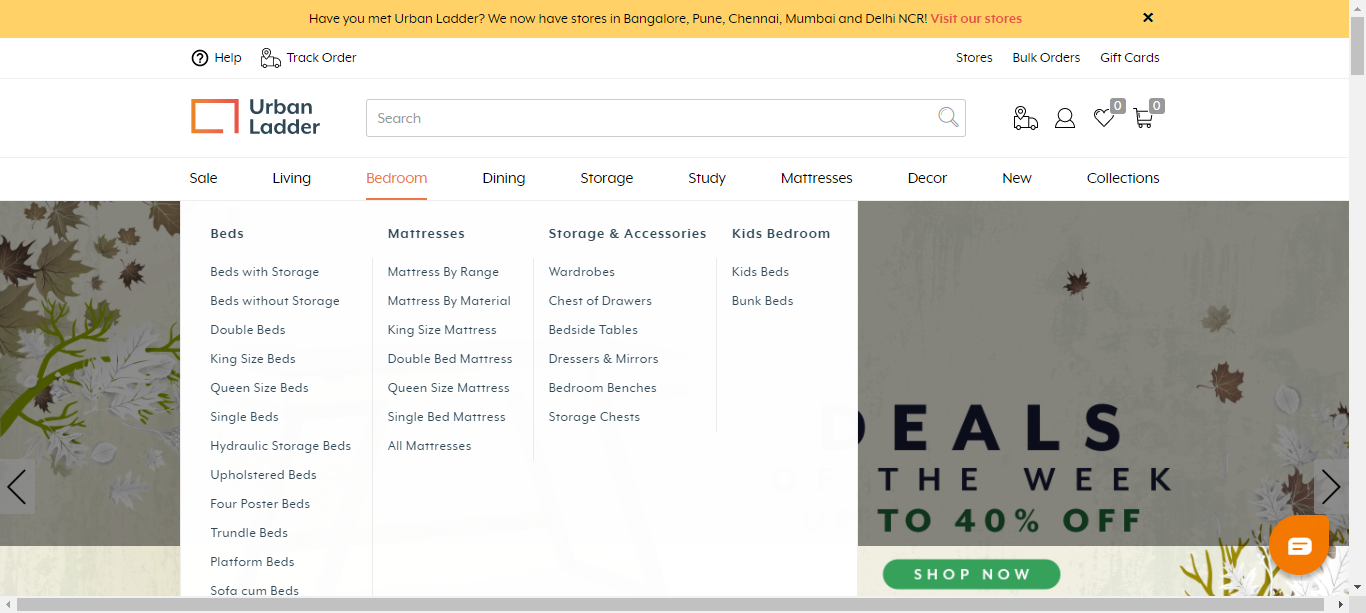 Have you met Urban Ladder? We now have stores in Bangalore, Pune, Chennai, Mumbai and Delhi NCR! Visit our stores
Help
Track Order
Stores
Bulk Orders
Gift Cards
Urban
Ladder
Search
0
0
Sale
Living
Bedroom
Dining
Storage
Study
Mattresses
Decor
New
Collections
Beds
Beds with Storage
Beds without Storage
Double Beds
King Size Beds
Queen Size Beds
Single Beds
Hydraulic Storage Beds
Upholstered Beds
Four Poster Beds
Trundle Beds
Platform Beds
Sofa cum Beds
Mattresses
Mattress By Range
Mattress By Material
King Size Mattress
Double Bed Mattress
Queen Size Mattress
Single Bed Mattress
All Mattresses
Storage & Accessories
Wardrobes
Chest of Drawers
Bedside Tables
Dressers & Mirrors
Bedroom Benches
Storage Chests
Kids Bedroom
Kids Beds
Bunk Beds
DEALS
OF THE WEEK
UP TO 40% OFF
SHOP NOW